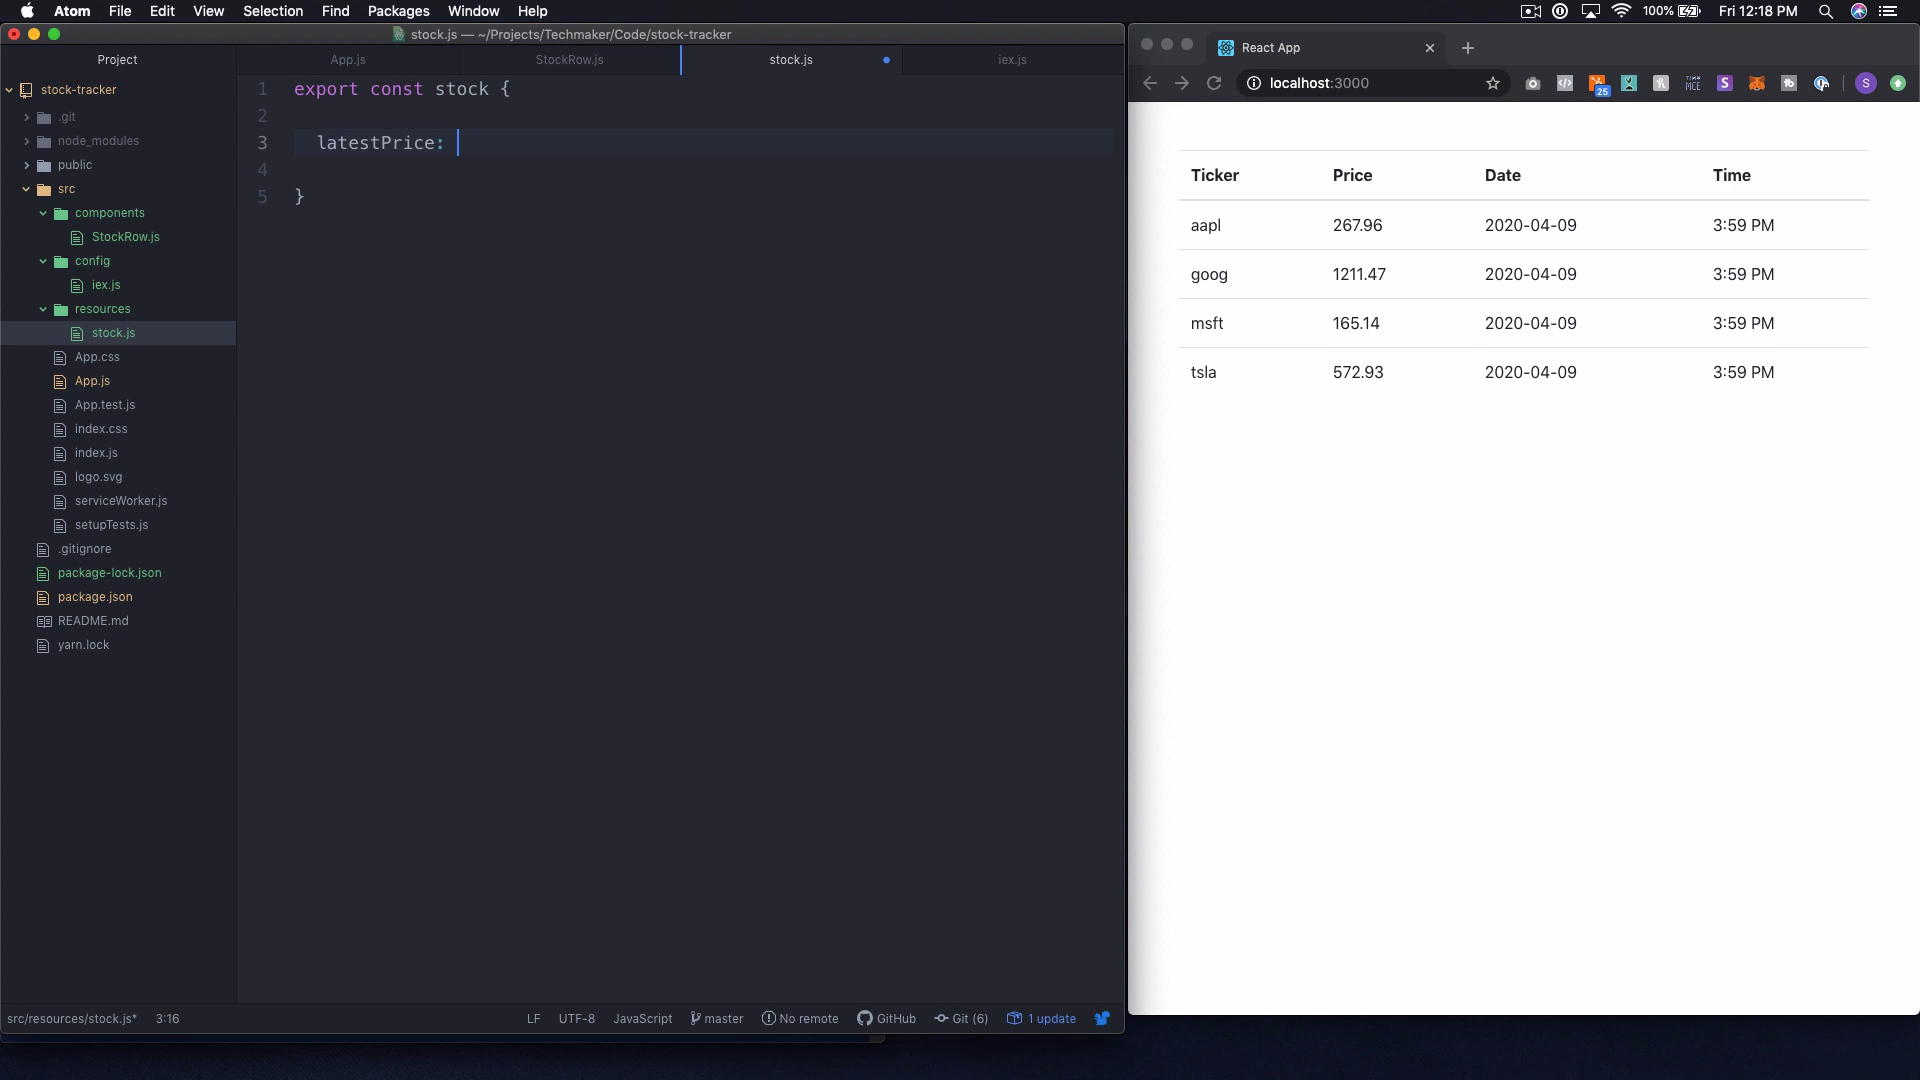 Atom File Edit View Selection Find Packages Window Help
100% Fri 12:18 PM
stock.js — ~/Projects/Techmaker/Code/stock-tracker
Project
App.js StockRow.js stock.js iex.js
stock-tracker
.git
node_modules
public
src
components
StockRow.js
config
iex.js
resources
stock.js
App.css
App.js
App.test.js
index.css
index.js
logo.svg
serviceWorker.js
setupTests.js
.gitignore
package-lock.json
package.json
README.md
yarn.lock
1 export const stock {
2
3 latestPrice:
4
5 }
src/resources/stock.js* 3:16
LF UTF-8 JavaScript master No remote GitHub Git (6) 1 update
React App
localhost:3000
25
S
S
Ticker Price Date Time
aapl 267.96 2020-04-09 3:59 PM
goog 1211.47 2020-04-09 3:59 PM
msft 165.14 2020-04-09 3:59 PM
tsla 572.93 2020-04-09 3:59 PM